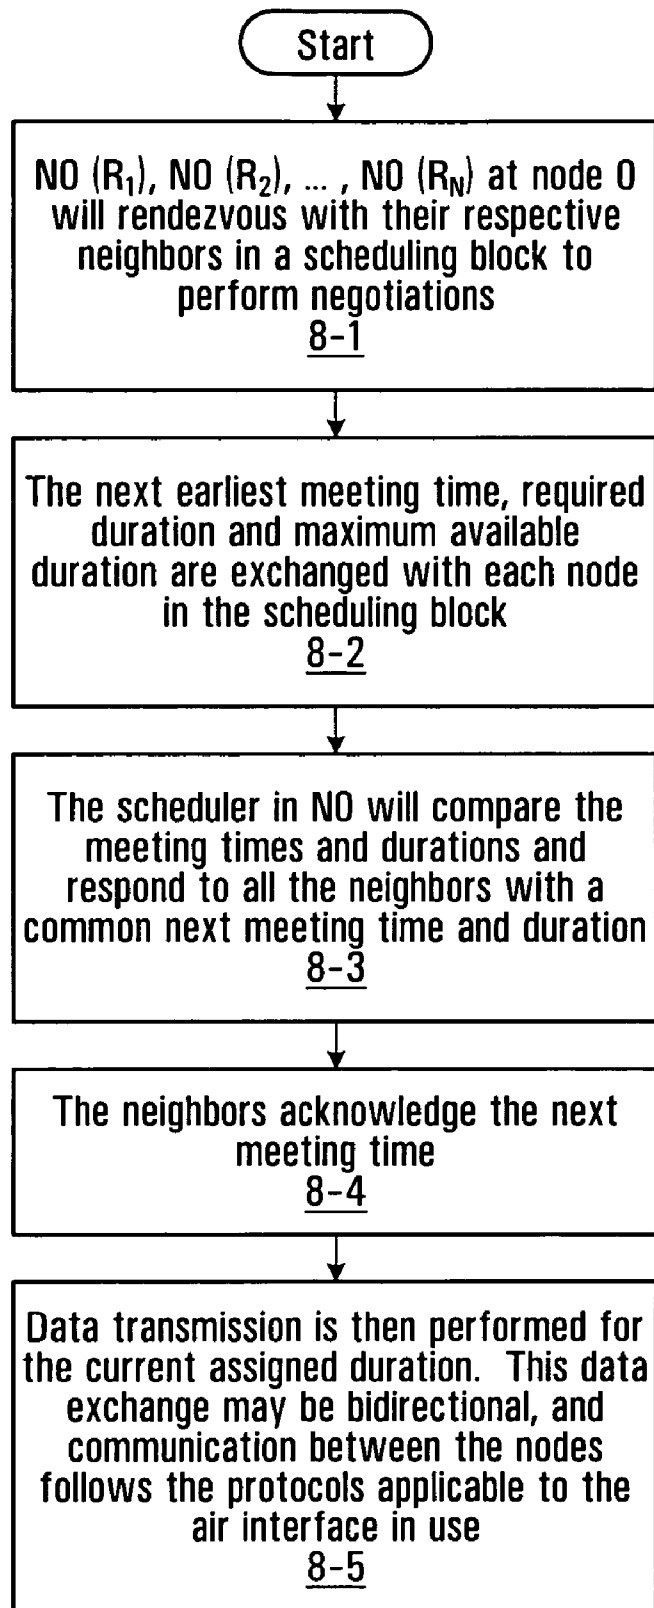 Start
NO (R₁), NO (R₂), ... , NO (R_N) at node 0
will rendezvous with their respective
neighbors in a scheduling block to
perform negotiations
8-1
The next earliest meeting time, required
duration and maximum available
duration are exchanged with each node
in the scheduling block
8-2
The scheduler in NO will compare the
meeting times and durations and
respond to all the neighbors with a
common next meeting time and duration
8-3
The neighbors acknowledge the next
meeting time
8-4
Data transmission is then performed for
the current assigned duration. This data
exchange may be bidirectional, and
communication between the nodes
follows the protocols applicable to the
air interface in use
8-5